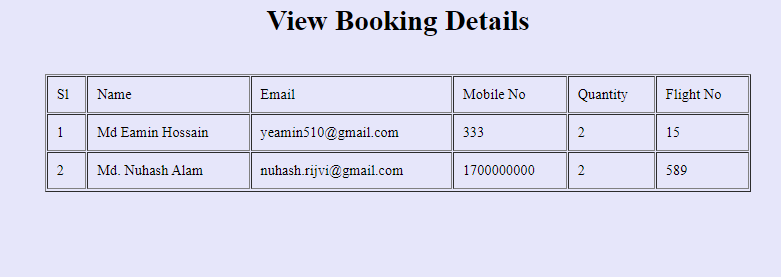 View Booking Details
Sl Name Email Mobile No Quantity Flight No
1 Md Eamin Hossain yeamin510@gmail.com 333 2 15
2 Md. Nuhash Alam nuhash.rijvi@gmail.com 1700000000 2 589